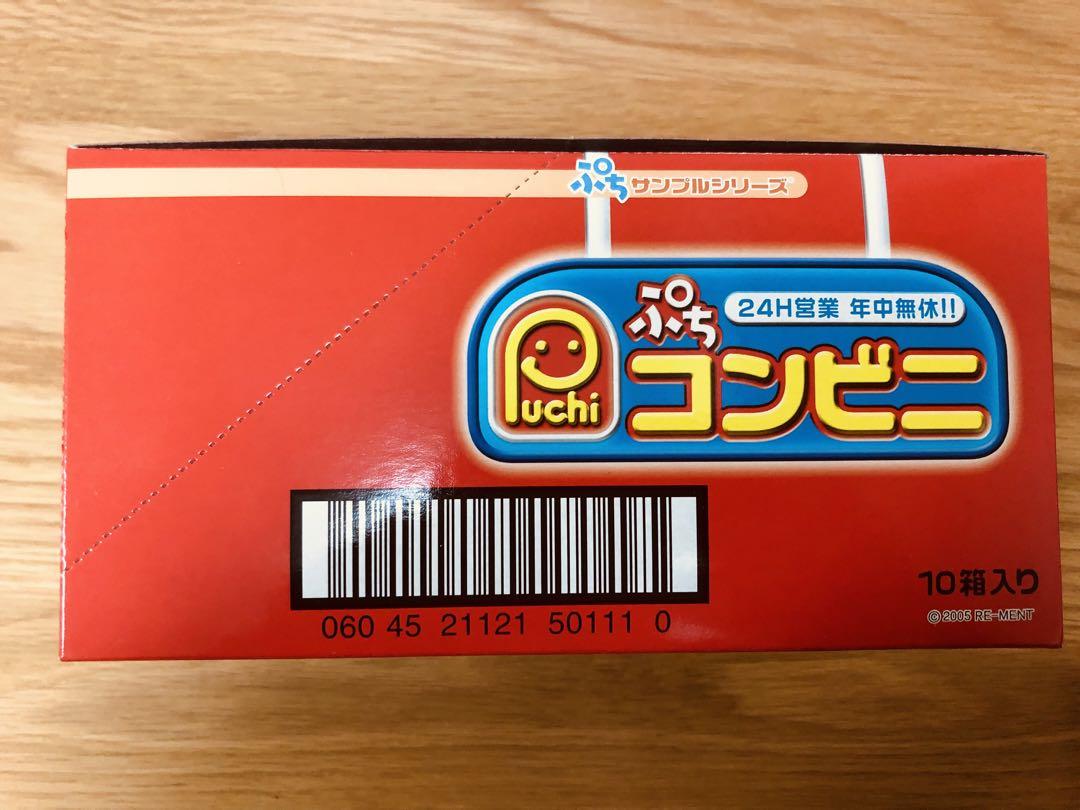 ぷちサンプルシリーズ
ぷち 24H営業 年中無休!!
Puchi
コンビニ
060 45 21121 50111 0
10箱入り
©2005 RE-MENT